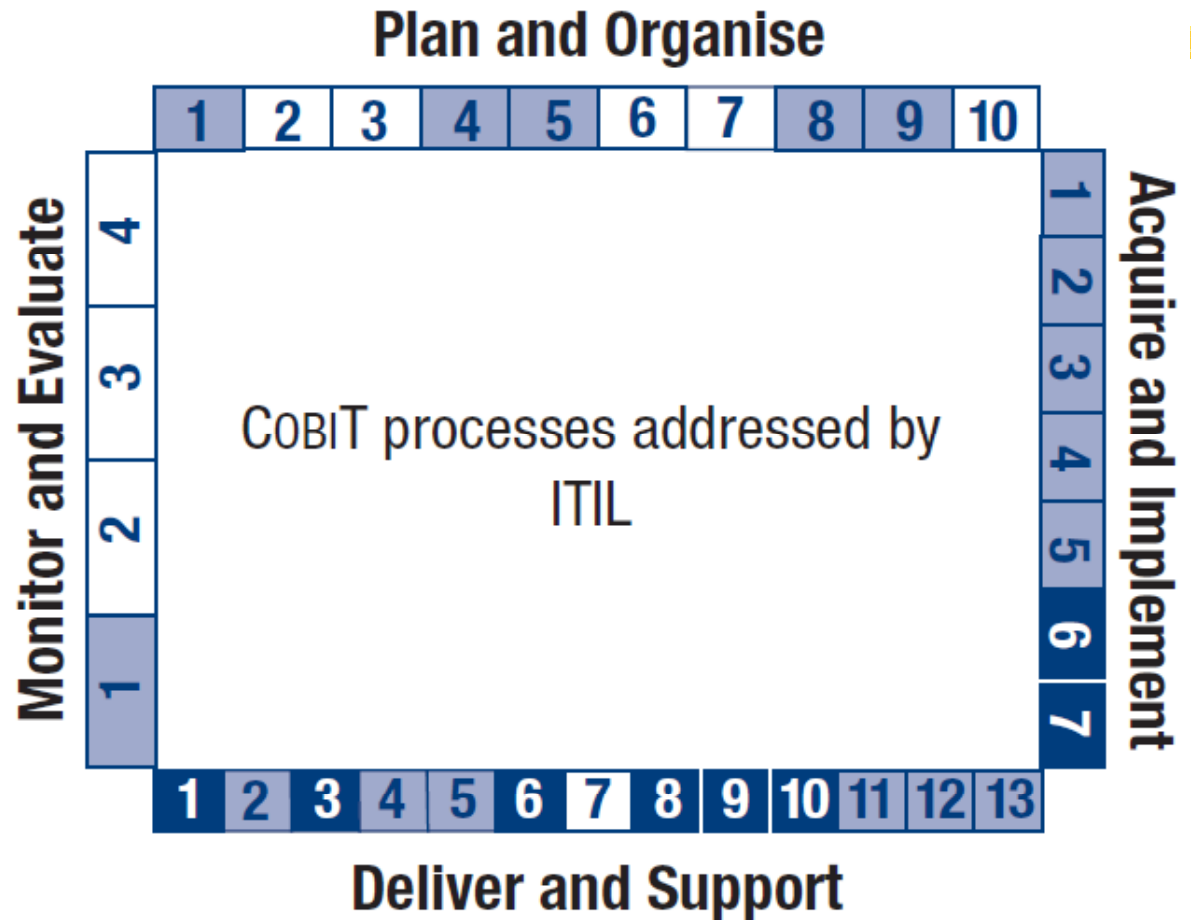 Plan and Organise
1 2 3 4 5 6 7 8 9 10
Monitor and Evaluate
4
3
2
1
COBIT processes addressed by
ITIL
1
2
3
4
5
6
7
Acquire and Implement
1 2 3 4 5 6 7 8 9 10 11 12 13
Deliver and Support